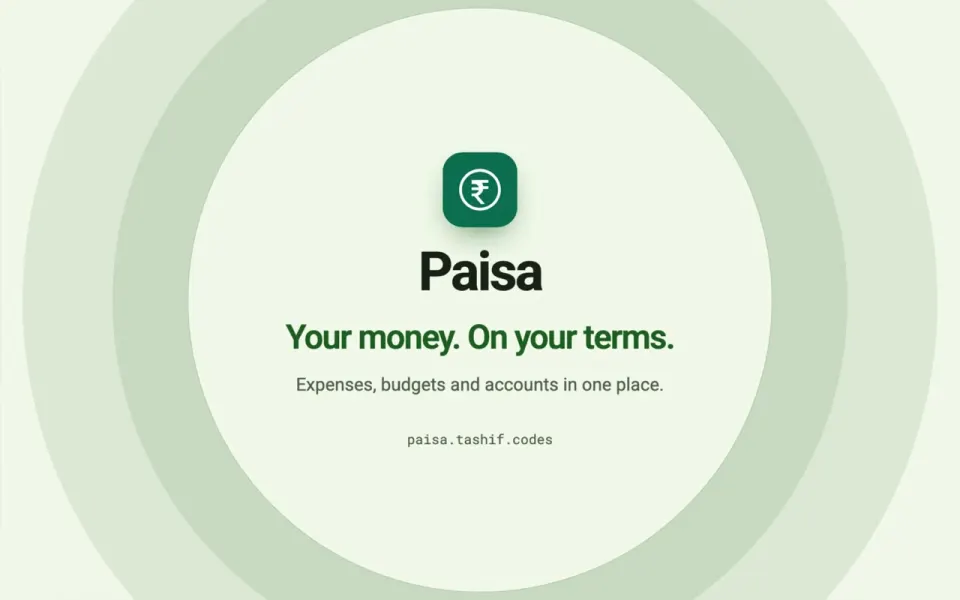 ₹
Paisa
Your money. On your terms.
Expenses, budgets and accounts in one place.
paisa.tashif.codes